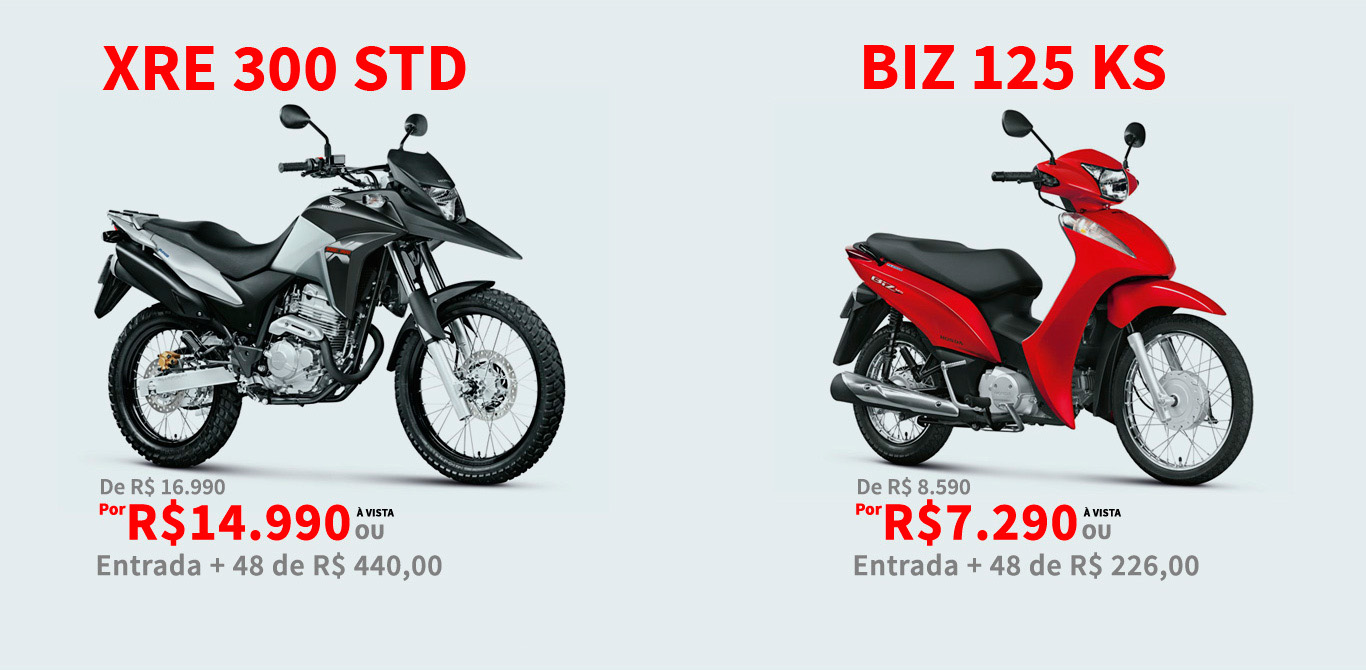 XRE 300 STD
De R$ 16.990
Por R$14.990 À VISTA
OU
Entrada + 48 de R$ 440,00
BIZ 125 KS
BIZ
De R$ 8.590
Por R$7.290 À VISTA
OU
Entrada + 48 de R$ 226,00